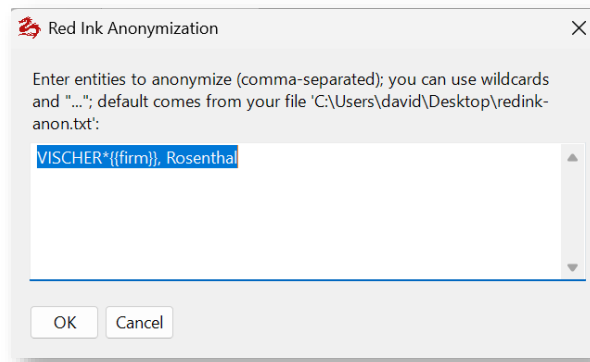 Red Ink Anonymization
Enter entities to anonymize (comma-separated); you can use wildcards
and "..."; default comes from your file 'C:\Users\david\Desktop\redink-
anon.txt':
VISCHER*{{firm}}, Rosenthal
OK Cancel